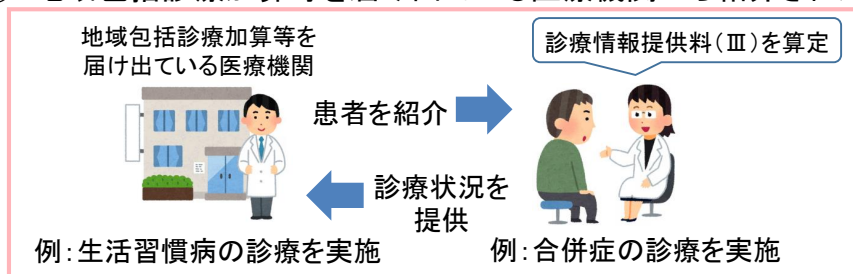 地域包括診療加算等を
届け出ている医療機関
診療情報提供料(Ⅲ)を算定
患者を紹介
診療状況を
提供
例:生活習慣病の診療を実施
例:合併症の診療を実施